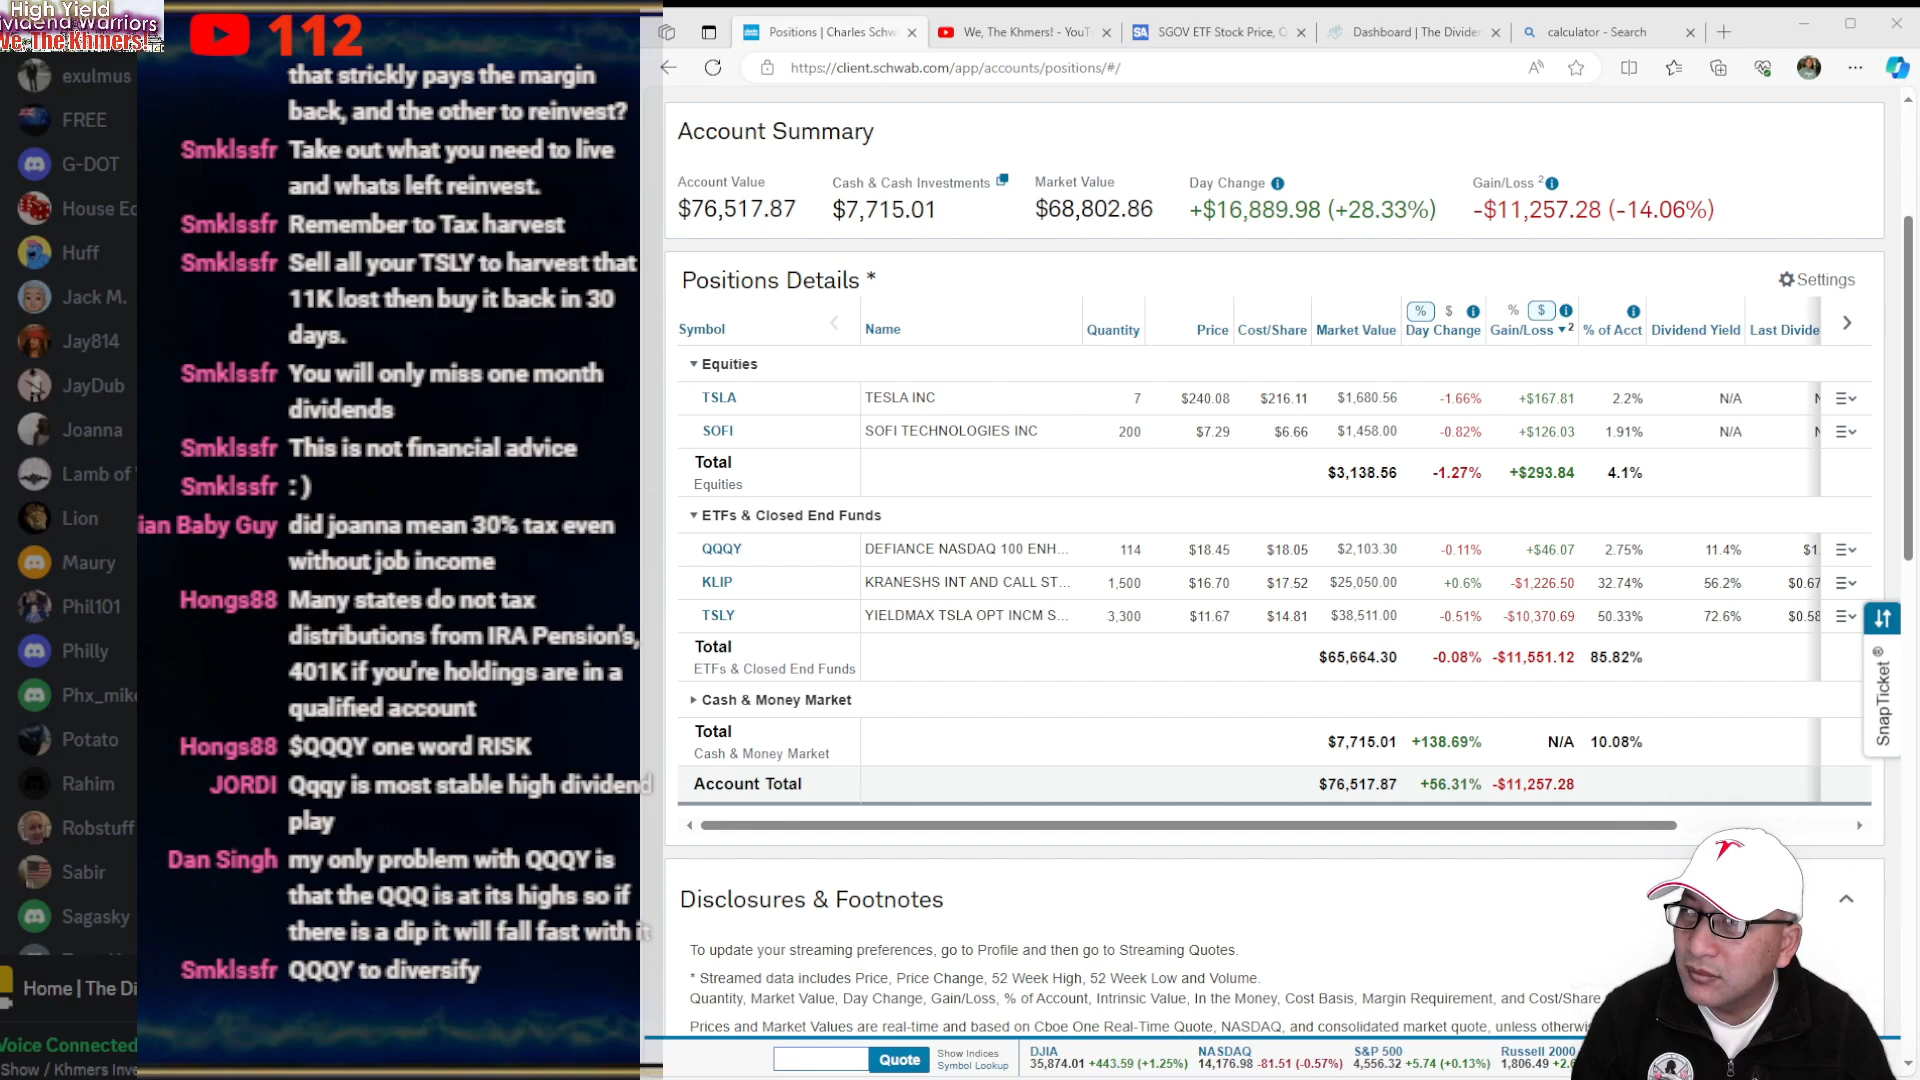 High Yield
Dividend Warriors
We, The Khmers!
112
exulmus
FREE
G-DOT
House Ec
Huff
Jack M.
Jay814
JayDub
Joanna
Lamb of
Lion
Maury
Phil101
Philly
Phx_mike
Potato
Rahim
Robstuff
Sabir
Sagasky
Home | The Di
Voice Connected
Show / Khmers Inve
that strickly pays the margin
back, and the other to reinvest?
Smklssfr Take out what you need to live
and whats left reinvest.
Smklssfr Remember to Tax harvest
Smklssfr Sell all your TSLY to harvest that
11K lost then buy it back in 30
days.
Smklssfr You will only miss one month
dividends
Smklssfr This is not financial advice
Smklssfr : )
ian Baby Guy did joanna mean 30% tax even
without job income
Hongs88 Many states do not tax
distributions from IRA Pension's,
401K if you're holdings are in a
qualified account
Hongs88 $QQQY one word RISK
JORDI Qqqy is most stable high dividend
play
Dan Singh my only problem with QQQY is
that the QQQ is at its highs so if
there is a dip it will fall fast with it
Smklssfr QQQY to diversify
Positions | Charles Schw
We, The Khmers! - YouT
SA SGOV ETF Stock Price, Q
Dashboard | The Divider
calculator - Search
https://client.schwab.com/app/accounts/positions/#/
Account Summary
Account Value Cash & Cash Investments Market Value Day Change Gain/Loss 2
$76,517.87 $7,715.01 $68,802.86 +$16,889.98 (+28.33%) -$11,257.28 (-14.06%)
Positions Details *
Settings
% $ % $
Symbol Name Quantity Price Cost/Share Market Value Day Change Gain/Loss 2 % of Acct Dividend Yield Last Divide
Equities
TSLA TESLA INC 7 $240.08 $216.11 $1,680.56 -1.66% +$167.81 2.2% N/A N
SOFI SOFI TECHNOLOGIES INC 200 $7.29 $6.66 $1,458.00 -0.82% +$126.03 1.91% N/A N
Total
Equities
$3,138.56 -1.27% +$293.84 4.1%
ETFs & Closed End Funds
QQQY DEFIANCE NASDAQ 100 ENH... 114 $18.45 $18.05 $2,103.30 -0.11% +$46.07 2.75% 11.4% $1.
KLIP KRANESHS INT AND CALL ST... 1,500 $16.70 $17.52 $25,050.00 +0.6% -$1,226.50 32.74% 56.2% $0.67
TSLY YIELDMAX TSLA OPT INCM S... 3,300 $11.67 $14.81 $38,511.00 -0.51% -$10,370.69 50.33% 72.6% $0.58
Total
ETFs & Closed End Funds
$65,664.30 -0.08% -$11,551.12 85.82%
Cash & Money Market
Total
Cash & Money Market
$7,715.01 +138.69% N/A 10.08%
Account Total $76,517.87 +56.31% -$11,257.28
SnapTicket ®
Disclosures & Footnotes
To update your streaming preferences, go to Profile and then go to Streaming Quotes.
* Streamed data includes Price, Price Change, 52 Week High, 52 Week Low and Volume.
Quantity, Market Value, Day Change, Gain/Loss, % of Account, Intrinsic Value, In the Money, Cost Basis, Margin Requirement, and Cost/Share
Prices and Market Values are real-time and based on Cboe One Real-Time Quote, NASDAQ, and consolidated market quote, unless otherwi
Quote
Show Indices
Symbol Lookup
DJIA
35,874.01 +443.59 (+1.25%)
NASDAQ
14,176.98 -81.51 (-0.57%)
S&P 500
4,556.32 +5.74 (+0.13%)
Russell 2000
1,806.49 +2.